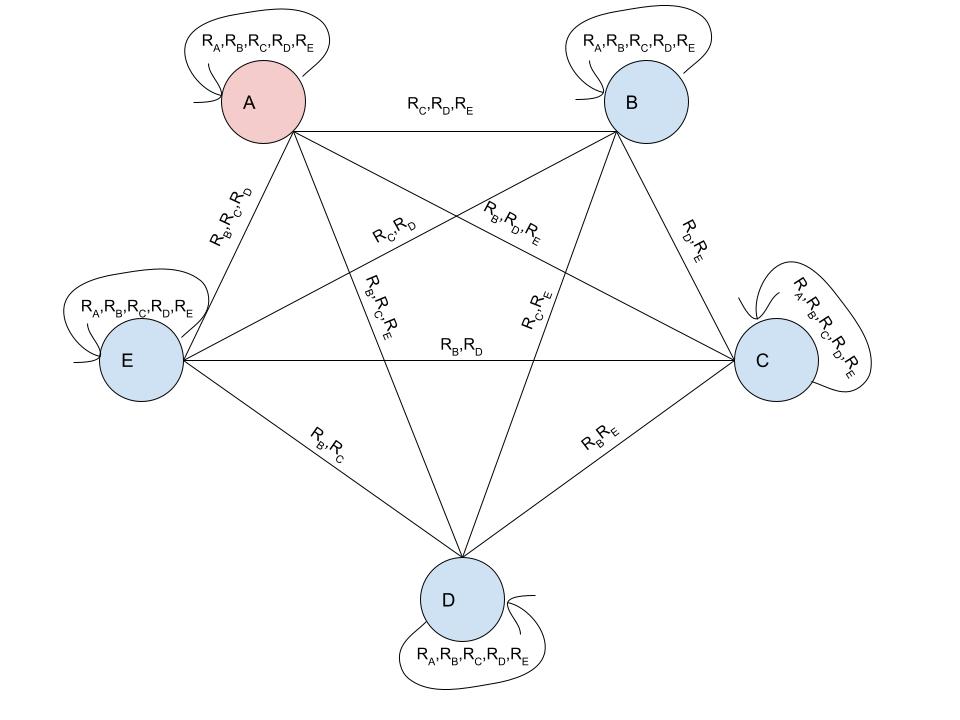 R_A,R_B,R_C,R_D,R_E
R_A,R_B,R_C,R_D,R_E
A
B
R_C,R_D,R_E
R_B,R_C,R_D
R_C,R_D
R_B,R_D,R_E
R_D,R_E
R_B,R_C,R_E
R_C,R_E
R_A,R_B,R_C,R_D,R_E
R_A,R_B,R_C,R_D,R_E
E
R_B,R_D
C
R_B,R_C
R_BR_E
D
R_A,R_B,R_C,R_D,R_E